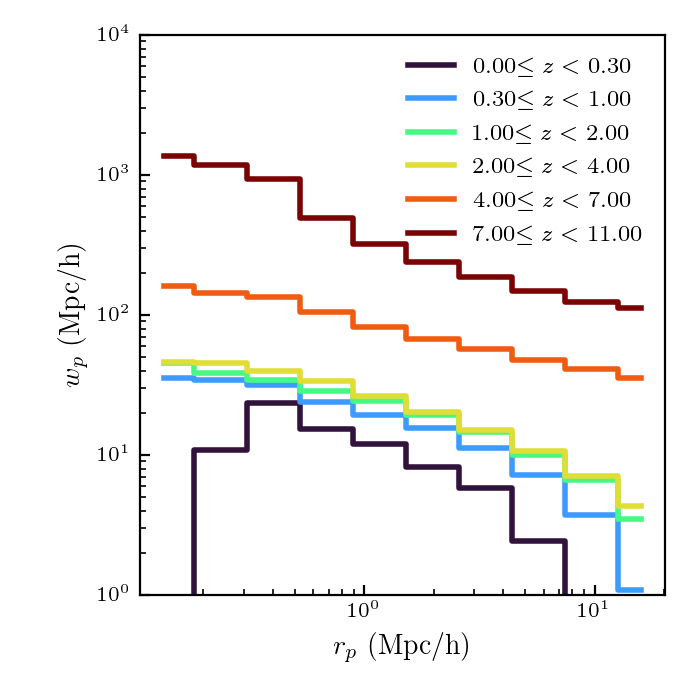 10⁴
10³
10² 
10¹
10⁰
w_p (Mpc/h)
0.00≤ z < 0.30
0.30≤ z < 1.00
1.00≤ z < 2.00
2.00≤ z < 4.00
4.00≤ z < 7.00
7.00≤ z < 11.00
10⁰ 10¹
r_p (Mpc/h)